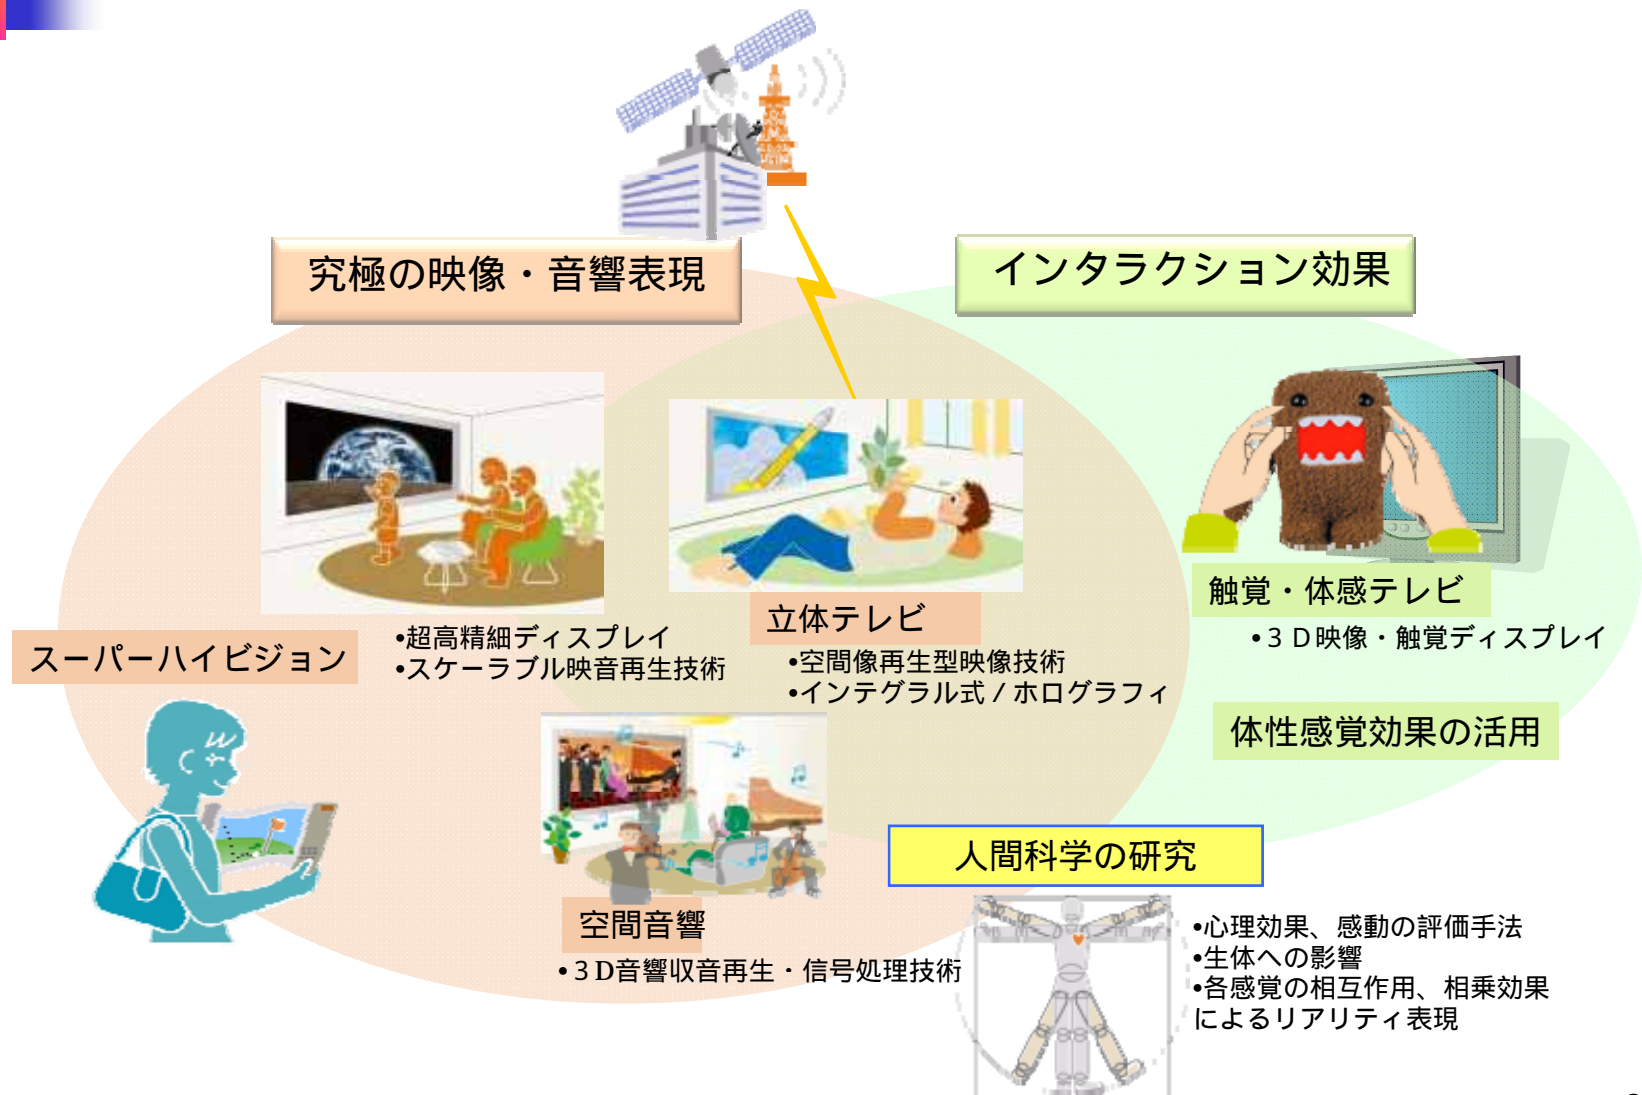 究極の映像・音響表現
インタラクション効果
スーパーハイビジョン
•超高精細ディスプレイ
•スケーラブル映音再生技術
立体テレビ
•空間像再生型映像技術
•インテグラル式 / ホログラフィ
触覚・体感テレビ
•３Ｄ映像・触覚ディスプレイ
体性感覚効果の活用
空間音響
•３D音響収音再生・信号処理技術
人間科学の研究
•心理効果、感動の評価手法
•生体への影響
•各感覚の相互作用、相乗効果
によるリアリティ表現